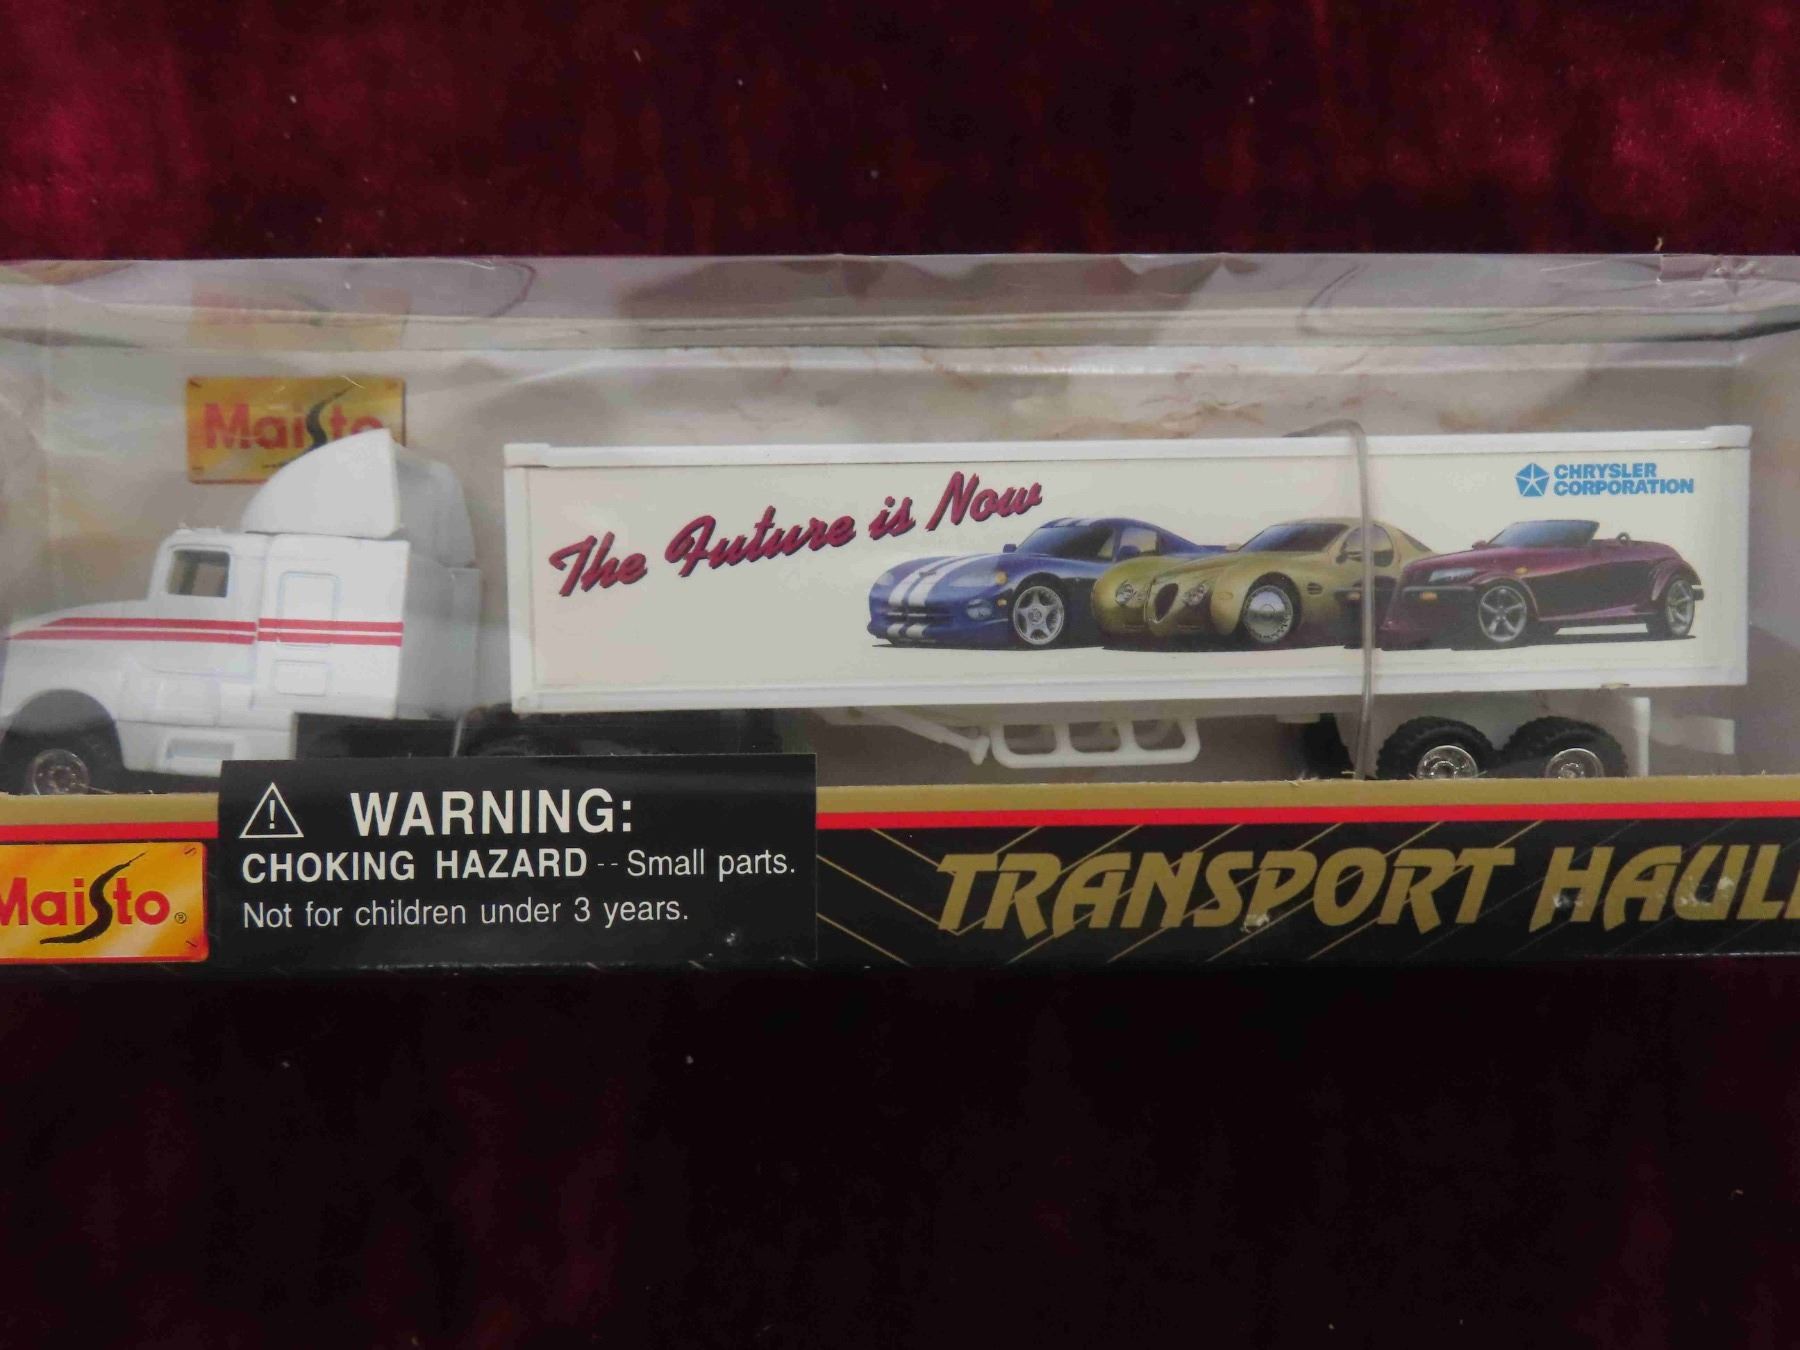 Maisto
The Future is Now
CHRYSLER
CORPORATION
WARNING:
CHOKING HAZARD -- Small parts.
Not for children under 3 years.
Maisto®
TRANSPORT HAUL